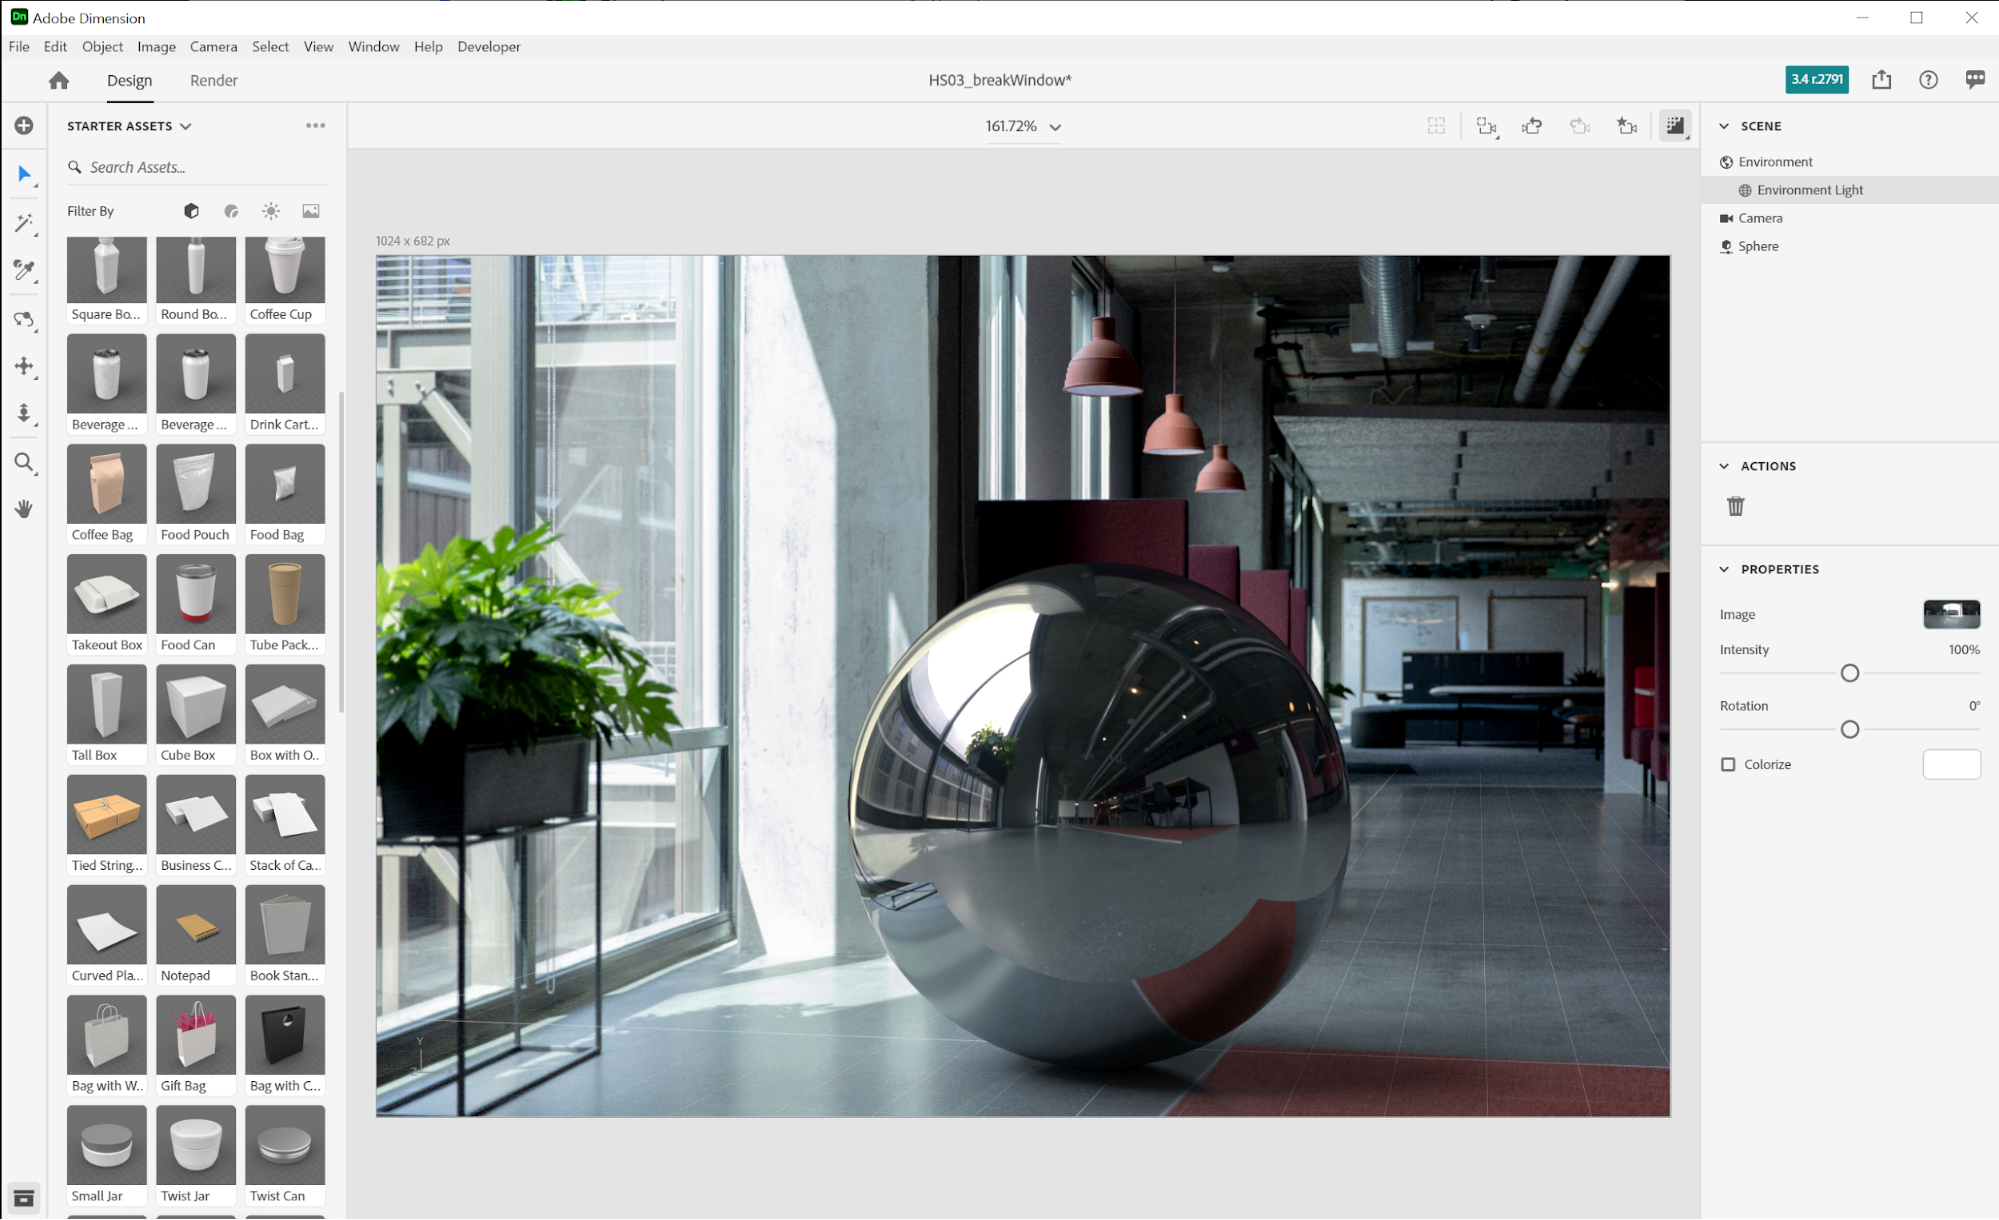 Dn Adobe Dimension
File Edit Object Image Camera Select View Window Help Developer
Design Render HS03_breakWindow* 3.4 r.2791
STARTER ASSETS
Search Assets...
Filter By
Square Bo... Round Bo... Coffee Cup
Beverage ... Beverage ... Drink Cart...
Coffee Bag Food Pouch Food Bag
Takeout Box Food Can Tube Pack...
Tall Box Cube Box Box with O..
Tied String... Business C... Stack of Ca...
Curved Pla... Notepad Book Stan...
Bag with W.. Gift Bag Bag with C...
Small Jar Twist Jar Twist Can
161.72%
1024 x 682 px
Y
Z
SCENE
Environment
Environment Light
Camera
Sphere
ACTIONS
PROPERTIES
Image
Intensity 100%
Rotation 0°
Colorize